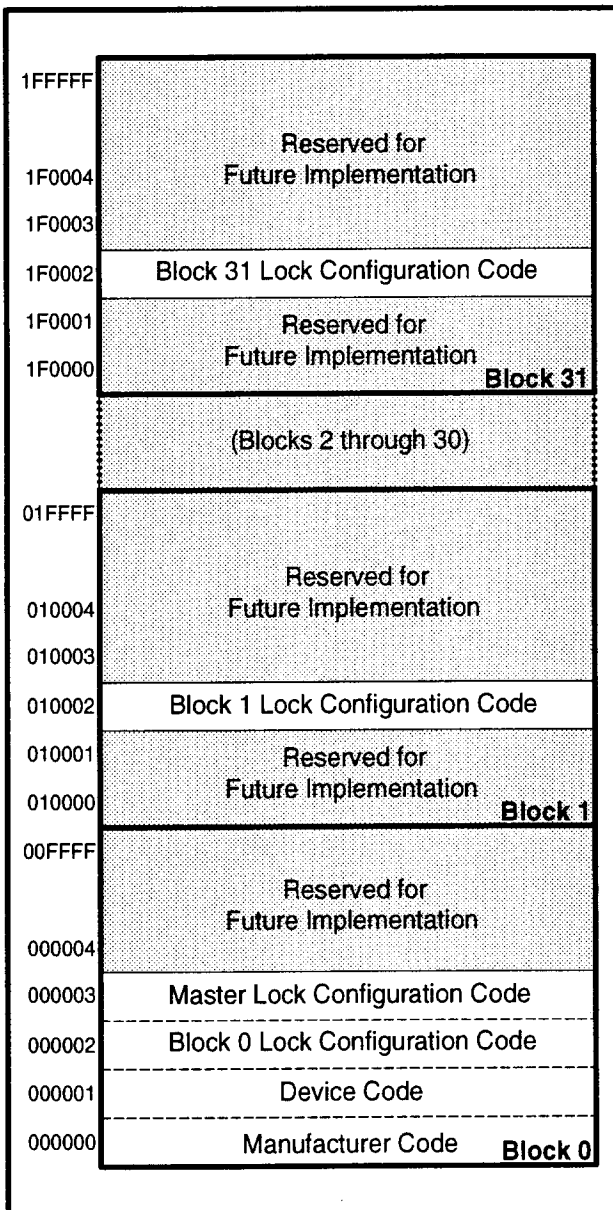 1FFFFF
Reserved for
1F0004 Future Implementation
1F0003
1F0002 Block 31 Lock Configuration Code
1F0001 Reserved for
Future Implementation
1F0000 Block 31
(Blocks 2 through 30)
01FFFF
Reserved for
010004 Future Implementation
010003
010002 Block 1 Lock Configuration Code
010001 Reserved for
Future Implementation
010000 Block 1
00FFFF
Reserved for
Future Implementation
000004
000003 Master Lock Configuration Code
000002 Block 0 Lock Configuration Code
000001 Device Code
000000 Manufacturer Code Block 0